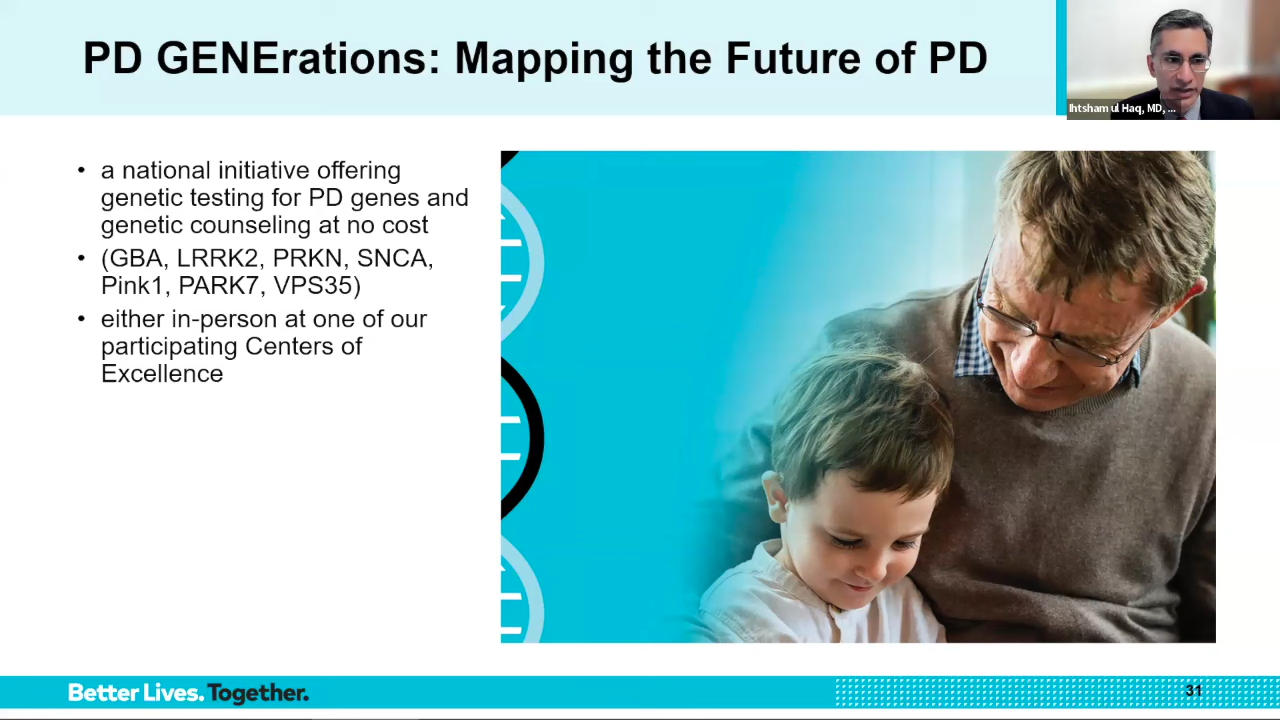 PD GENErations: Mapping the Future of PD
Ihtsham ul Haq, MD, ...
• a national initiative offering
genetic testing for PD genes and
genetic counseling at no cost
• (GBA, LRRK2, PRKN, SNCA,
Pink1, PARK7, VPS35)
• either in-person at one of our
participating Centers of
Excellence
Better Lives. Together.
31